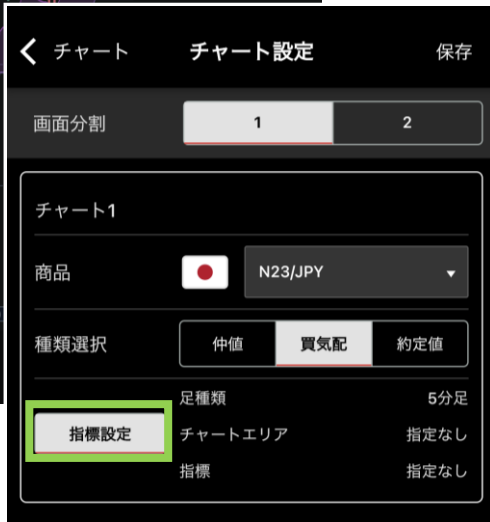 チャート
チャート設定
保存
画面分割
1
2
チャート1
商品
N23/JPY
種類選択
仲値
買気配
約定値
指標設定
足種類
5分足
チャートエリア
指定なし
指標
指定なし